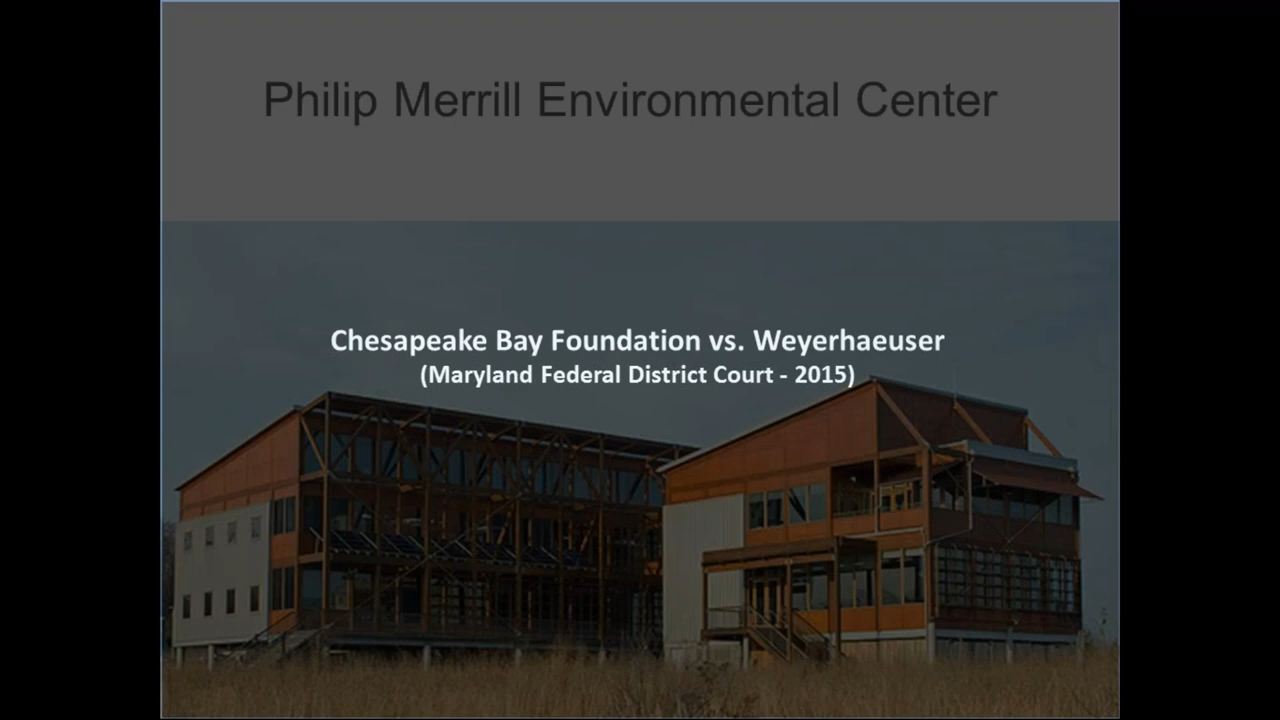 Philip Merrill Environmental Center
Chesapeake Bay Foundation vs. Weyerhaeuser
(Maryland Federal District Court - 2015)